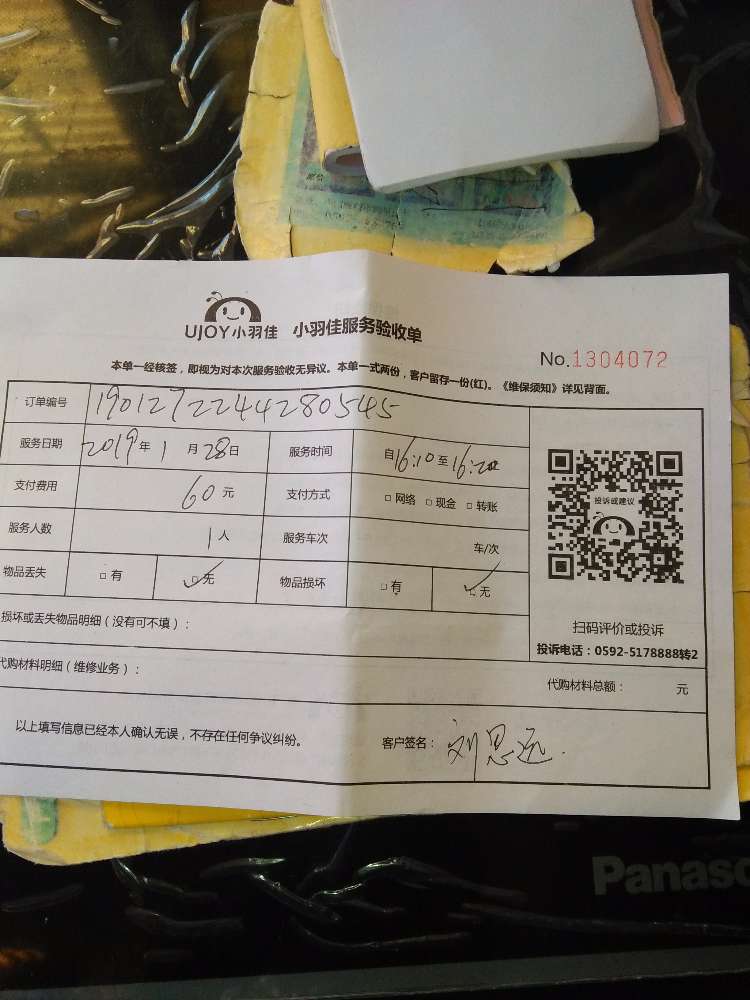 UJOY小羽佳 小羽佳服务验收单
No.1304072
本单一经核签，即视为对本次服务验收无异议。本单一式两份，客户留存一份(红)。《维保须知》详见背面。
订单编号 1901272244280545
服务日期 2019年1月28日 服务时间 自16:10至16:20
支付费用 60元 支付方式 □网络 □现金 □转账
服务人数 1人 服务车次 车/次
物品丢失 □有 ☑无 物品损坏 □有 ☑无
投诉或建议
扫码评价或投诉
投诉电话：0592-5178888转2
损坏或丢失物品明细（没有可不填）：
代购材料明细（维修业务）：
代购材料总额： 元
以上填写信息已经本人确认无误，不存在任何争议纠纷。
客户签名：刘思远
Panaso